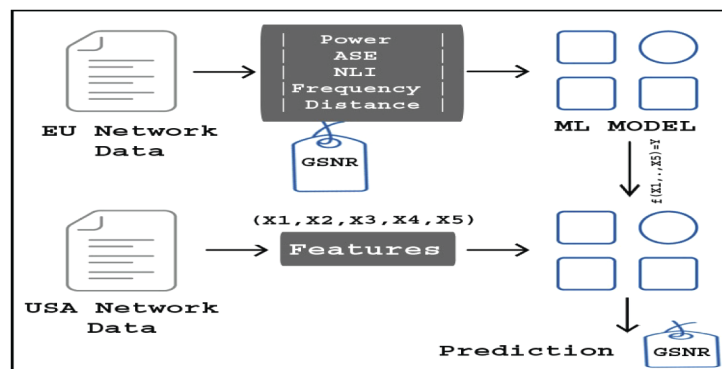 | Power |
| ASE |
| NLI |
|Frequency|
| Distance |
EU Network
Data
GSNR
ML MODEL
f(X1,.,X5)=Y
(X1,X2,X3,X4,X5)
Features
USA Network
Data
Prediction
GSNR